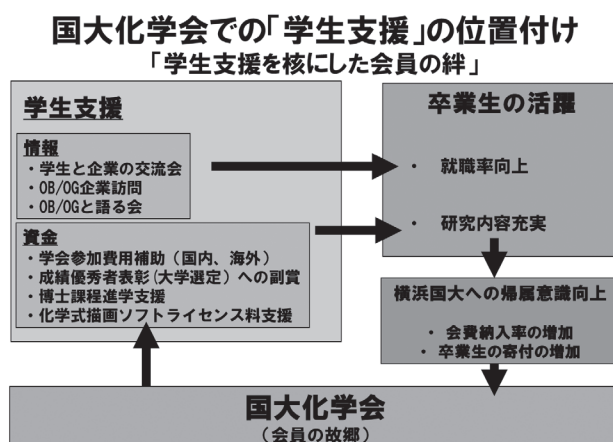 国大化学会での「学生支援」の位置付け
「学生支援を核にした会員の絆」
学生支援
情報
・学生と企業の交流会
・OB/OG企業訪問
・OB/OGと語る会
資金
・学会参加費用補助（国内、海外）
・成績優秀者表彰(大学選定）への副賞
・博士課程進学支援
・化学式描画ソフトライセンス料支援
卒業生の活躍
・ 就職率向上
・ 研究内容充実
横浜国大への帰属意識向上
・ 会費納入率の増加
・ 卒業生の寄付の増加
国大化学会
（会員の故郷）